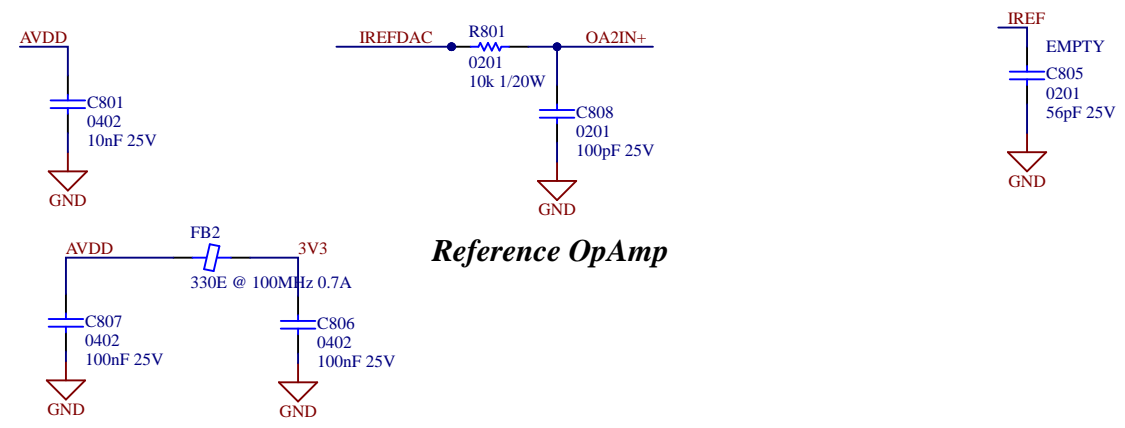 AVDD
C801
0402
10nF 25V
GND
IREFDAC
R801
0201
10k 1/20W
OA2IN+
C808
0201
100pF 25V
GND
IREF
EMPTY
C805
0201
56pF 25V
GND
Reference OpAmp
AVDD
FB2
330E @ 100MHz 0.7A
3V3
C807
0402
100nF 25V
GND
C806
0402
100nF 25V
GND